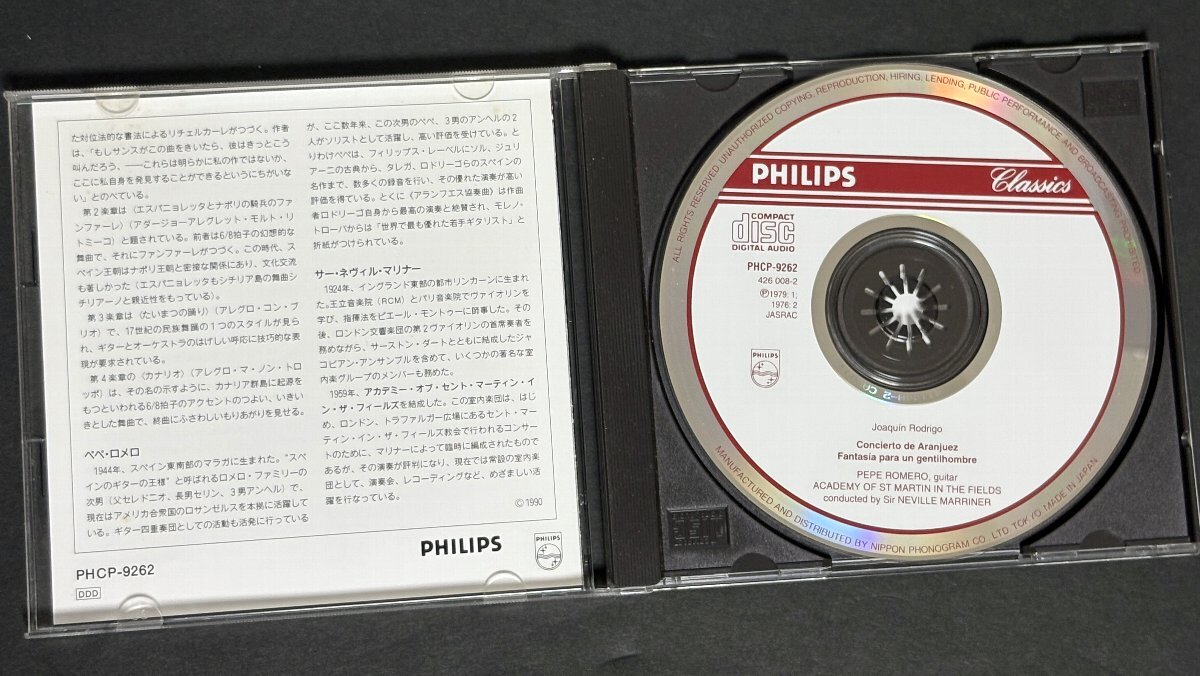 た対位法的な書法によるリチェルカーレがつづく。作者
は、「もしサンスがこの曲をきいたら、彼はきっとこう
叫んだろう、——これらは明らかに私の作ではないか、
ここに私自身を発見することができるというにちがいな
い」とのべている。
第2楽章は〈エスパニョレッタとナポリの騎兵のファ
ンファーレ〉(アダージョーアレグレット・モルト・リ
トミーコ)と題されている。前者は6/8拍子の幻想的な
舞曲で、それにファンファーレがつづく。この時代、ス
ペイン王朝はナポリ王朝と密接な関係にあり、文化交流
も著しかった(エスパニョレッタもシチリア島の舞曲シ
チリアーノと親近性をもっている)。
第3楽章は〈たいまつの踊り〉(アレグロ・コン・ブ
リオ)で、17世紀の民族舞踊の1つのスタイルが見ら
れ、ギターとオーケストラのはげしい呼応に技巧的な表
現が要求されている。
第4楽章の〈カナリオ〉(アレグロ・マ・ノン・トロ
ッポ)は、その名の示すように、カナリア群島に起源を
もつといわれる6/8拍子のアクセントのつよい、いきい
きとした舞曲で、終曲にふさわしいもりあがりを見せる。
ペペ・ロメロ
1944年、スペイン東南部のマラガに生まれた。"スペ
インのギターの王様"と呼ばれるロメロ・ファミリーの
次男(父セレドニオ、長男セリン、3男アンヘル)で、
現在はアメリカ合衆国のロサンゼルスを本拠に活躍して
いる。ギター四重奏団としての活動も活発に行っている
が、ここ数年来、この次男のペペ、3男のアンヘルの2
人がソリストとして活躍し、高い評価を受けている。と
りわけペペは、フィリップス・レーベルにソル、ジュリ
アーニの古典から、タレガ、ロドリーゴらのスペインの
名作まで、数多くの録音を行い、その優れた演奏が高い
評価を得ている。とくに〈アランフエス協奏曲〉は作曲
者ロドリーゴ自身から最高の演奏と絶賛され、モレノ・
トローバからは「世界で最も優れた若手ギタリスト」と
折紙がつけられている。
サー・ネヴィル・マリナー
1924年、イングランド東部の都市リンカーンに生まれ
た。王立音楽院(RCM)とパリ音楽院でヴァイオリンを
学び、指揮法をピエール・モントゥーに師事した。その
後、ロンドン交響楽団の第2ヴァイオリンの首席奏者を
務めながら、サーストン・ダートとともに結成したジャ
コビアン・アンサンブルを含めて、いくつかの著名な室
内楽グループのメンバーも務めた。
1959年、アカデミー・オブ・セント・マーティン・イ
ン・ザ・フィールズを結成した。この室内楽団は、はじ
め、ロンドン、トラファルガー広場にあるセント・マー
ティン・イン・ザ・フィールズ教会で行われるコンサー
トのために、マリナーによって臨時に編成されたもので
あるが、その演奏が評判になり、現在では常設の室内楽
団として、演奏会、レコーディングなど、めざましい活
躍を行なっている。
Ⓒ1990
PHILIPS
PHILIPS
PHCP-9262
DDD
ALL RIGHTS RESERVED. UNAUTHORIZED COPYING, REPRODUCTION, HIRING, LENDING, PUBLIC PERFORMANCE AND BROADCASTING PROHIBITED
PHILIPS
Classics
COMPACT
disc
DIGITAL AUDIO
PHCP-9262
426 008-2
Ⓟ1979: 1;
1976: 2
JASRAC
PHILIPS
Joaquín Rodrigo
Concierto de Aranjuez
Fantasía para un gentilhombre
PEPE ROMERO, guitar
ACADEMY OF ST MARTIN IN THE FIELDS
conducted by Sir NEVILLE MARRINER
MANUFACTURED AND DISTRIBUTED BY NIPPON PHONOGRAM CO. LTD. TOKYO. MADE IN JAPAN